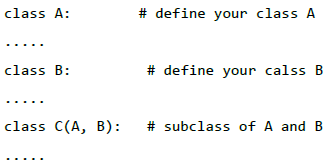 class A:        # define your class A
.....
class B:         # define your calss B
.....
class C(A, B):   # subclass of A and B
.....